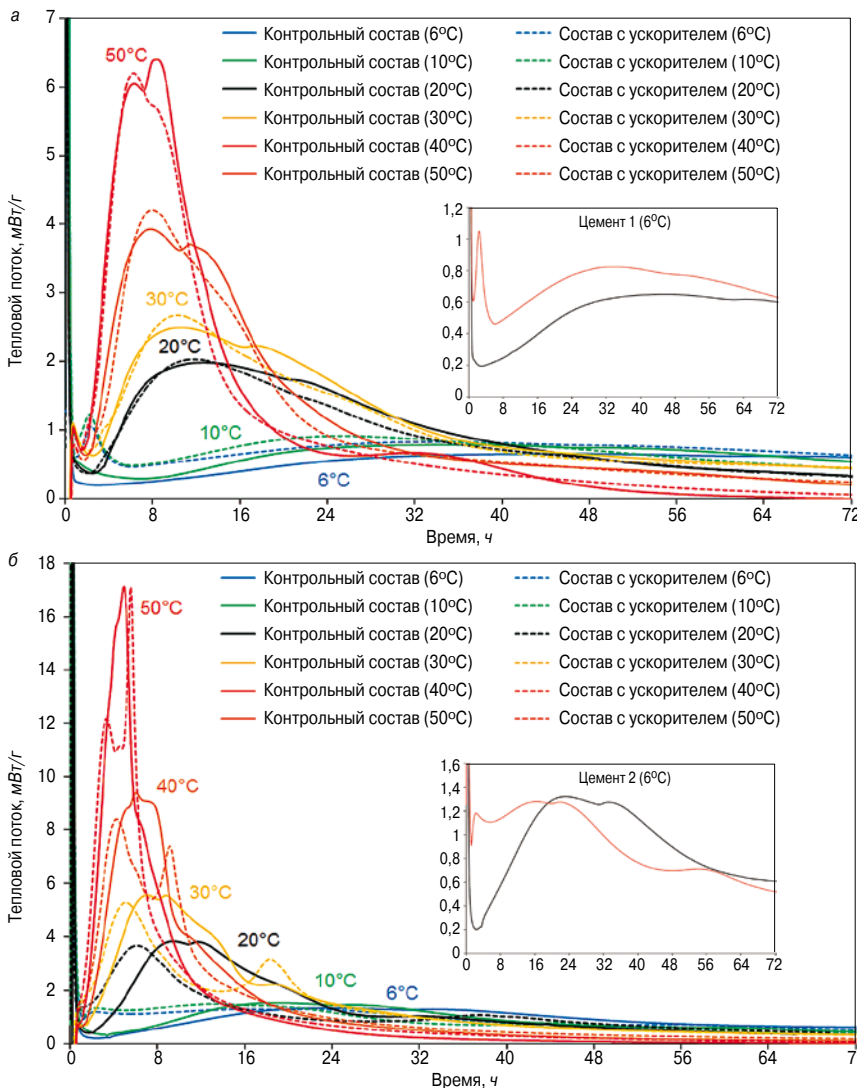 а
Тепловой поток, мВт/г
7
6
5
4
3
2
1
0
0 8 16 24 32 40 48 56 64 72
Время, ч
Контрольный состав (6ºС)
Контрольный состав (10ºС)
Контрольный состав (20ºС)
Контрольный состав (30ºС)
Контрольный состав (40ºС)
Контрольный состав (50ºС)
Состав с ускорителем (6ºС)
Состав с ускорителем (10ºС)
Состав с ускорителем (20ºС)
Состав с ускорителем (30ºС)
Состав с ускорителем (40ºС)
Состав с ускорителем (50ºС)
50°C
30°C
20°C
10°C
6°C
Цемент 1 (6⁰С)
1,2
1
0,8
0,6
0,4
0,2
0
0 8 16 24 32 40 48 56 64 72
б
Тепловой поток, мВт/г
18
16
14
12
10
8
6
4
2
0
0 8 16 24 32 40 48 56 64 7
Время, ч
Контрольный состав (6ºС)
Контрольный состав (10ºС)
Контрольный состав (20ºС)
Контрольный состав (30ºС)
Контрольный состав (40ºС)
Контрольный состав (50ºС)
Состав с ускорителем (6ºС)
Состав с ускорителем (10ºС)
Состав с ускорителем (20ºС)
Состав с ускорителем (30ºС)
Состав с ускорителем (40ºС)
Состав с ускорителем (50ºС)
50°C
40°C
30°C
20°C
10°C
6°C
Цемент 2 (6⁰С)
1,6
1,4
1,2
1
0,8
0,6
0,4
0,2
0
0 8 16 24 32 40 48 56 64 72